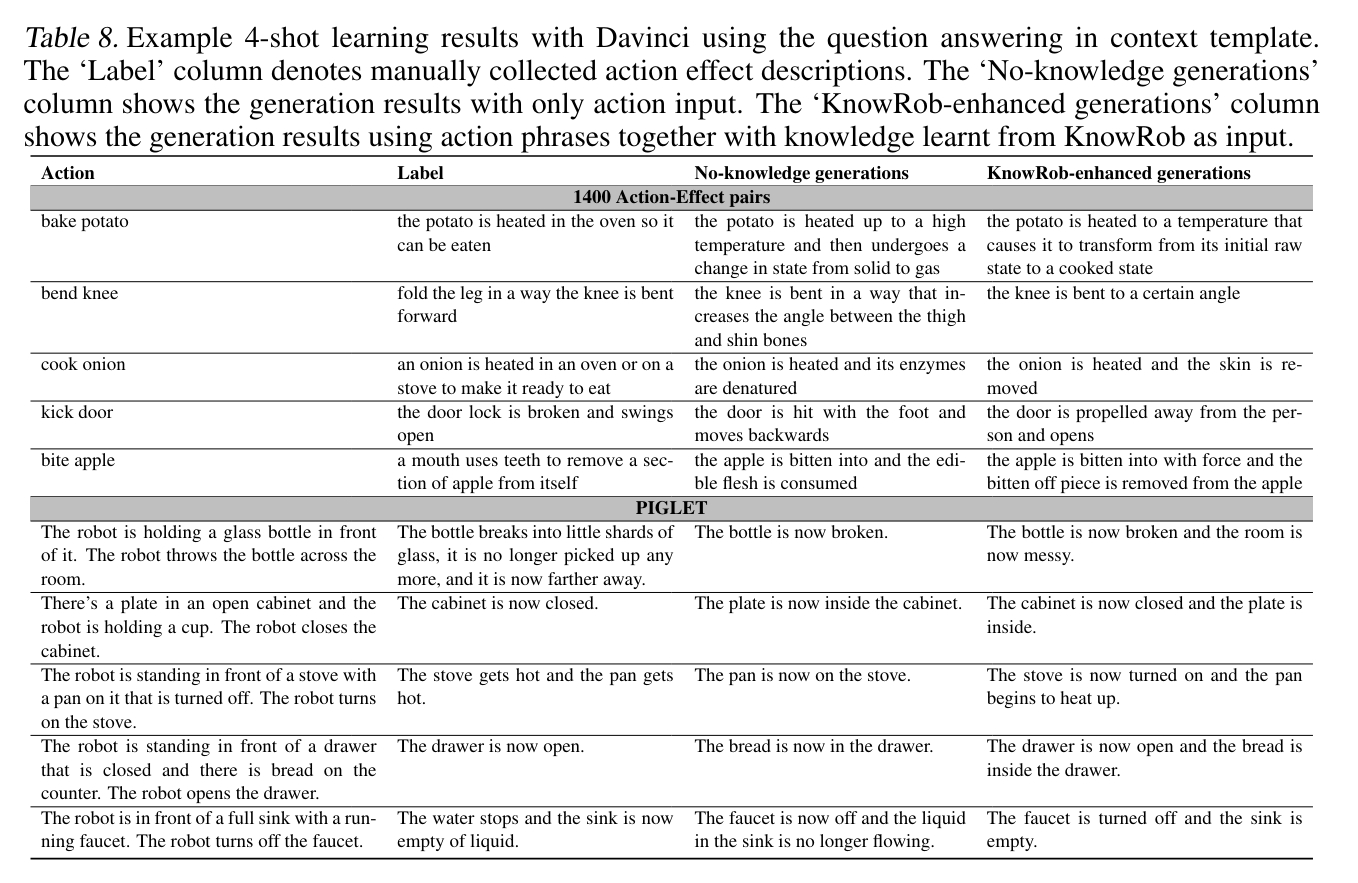 Table 8. Example 4-shot learning results with Davinci using the question answering in context template.
The ‘Label’ column denotes manually collected action effect descriptions. The ‘No-knowledge generations’
column shows the generation results with only action input. The ‘KnowRob-enhanced generations’ column
shows the generation results using action phrases together with knowledge learnt from KnowRob as input.
Action Label No-knowledge generations KnowRob-enhanced generations
1400 Action-Effect pairs
bake potato the potato is heated in the oven so it the potato is heated up to a high the potato is heated to a temperature that
can be eaten temperature and then undergoes a causes it to transform from its initial raw
change in state from solid to gas state to a cooked state
bend knee fold the leg in a way the knee is bent the knee is bent in a way that in- the knee is bent to a certain angle
forward creases the angle between the thigh
and shin bones
cook onion an onion is heated in an oven or on a the onion is heated and its enzymes the onion is heated and the skin is re-
stove to make it ready to eat are denatured moved
kick door the door lock is broken and swings the door is hit with the foot and the door is propelled away from the per-
open moves backwards son and opens
bite apple a mouth uses teeth to remove a sec- the apple is bitten into and the edi- the apple is bitten into with force and the
tion of apple from itself ble flesh is consumed bitten off piece is removed from the apple
PIGLET
The robot is holding a glass bottle in front The bottle breaks into little shards of The bottle is now broken. The bottle is now broken and the room is
of it. The robot throws the bottle across the glass, it is no longer picked up any now messy.
room. more, and it is now farther away.
There’s a plate in an open cabinet and the The cabinet is now closed. The plate is now inside the cabinet. The cabinet is now closed and the plate is
robot is holding a cup. The robot closes the inside.
cabinet.
The robot is standing in front of a stove with The stove gets hot and the pan gets The pan is now on the stove. The stove is now turned on and the pan
a pan on it that is turned off. The robot turns hot. begins to heat up.
on the stove.
The robot is standing in front of a drawer The drawer is now open. The bread is now in the drawer. The drawer is now open and the bread is
that is closed and there is bread on the inside the drawer.
counter. The robot opens the drawer.
The robot is in front of a full sink with a run- The water stops and the sink is now The faucet is now off and the liquid The faucet is turned off and the sink is
ning faucet. The robot turns off the faucet. empty of liquid. in the sink is no longer flowing. empty.